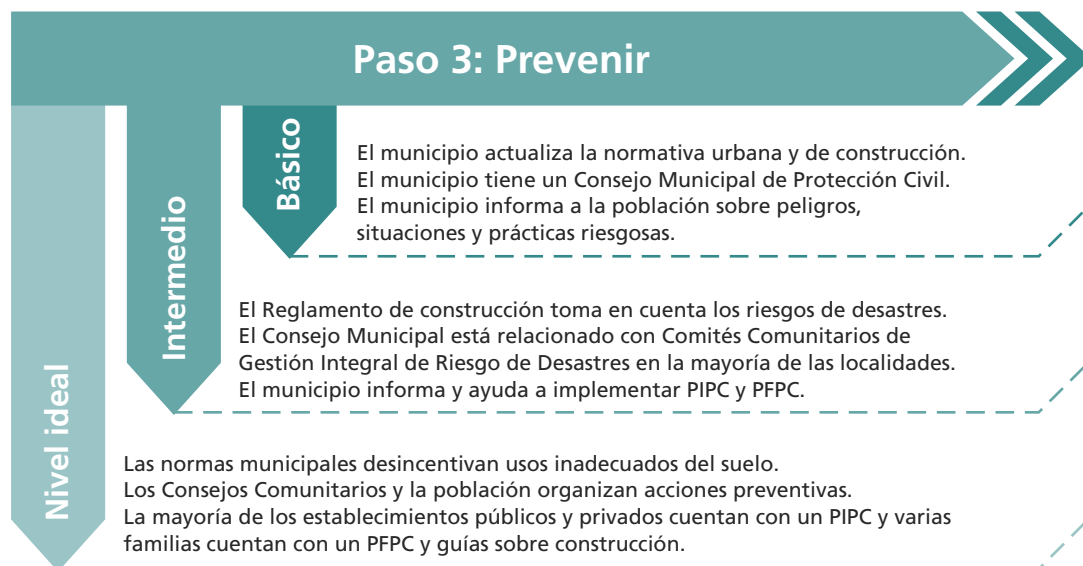 Paso 3: Prevenir
Básico
El municipio actualiza la normativa urbana y de construcción.
El municipio tiene un Consejo Municipal de Protección Civil.
El municipio informa a la población sobre peligros,
situaciones y prácticas riesgosas.
Intermedio
El Reglamento de construcción toma en cuenta los riesgos de desastres.
El Consejo Municipal está relacionado con Comités Comunitarios de
Gestión Integral de Riesgo de Desastres en la mayoría de las localidades.
El municipio informa y ayuda a implementar PIPC y PFPC.
Nivel ideal
Las normas municipales desincentivan usos inadecuados del suelo.
Los Consejos Comunitarios y la población organizan acciones preventivas.
La mayoría de los establecimientos públicos y privados cuentan con un PIPC y varias
familias cuentan con un PFPC y guías sobre construcción.